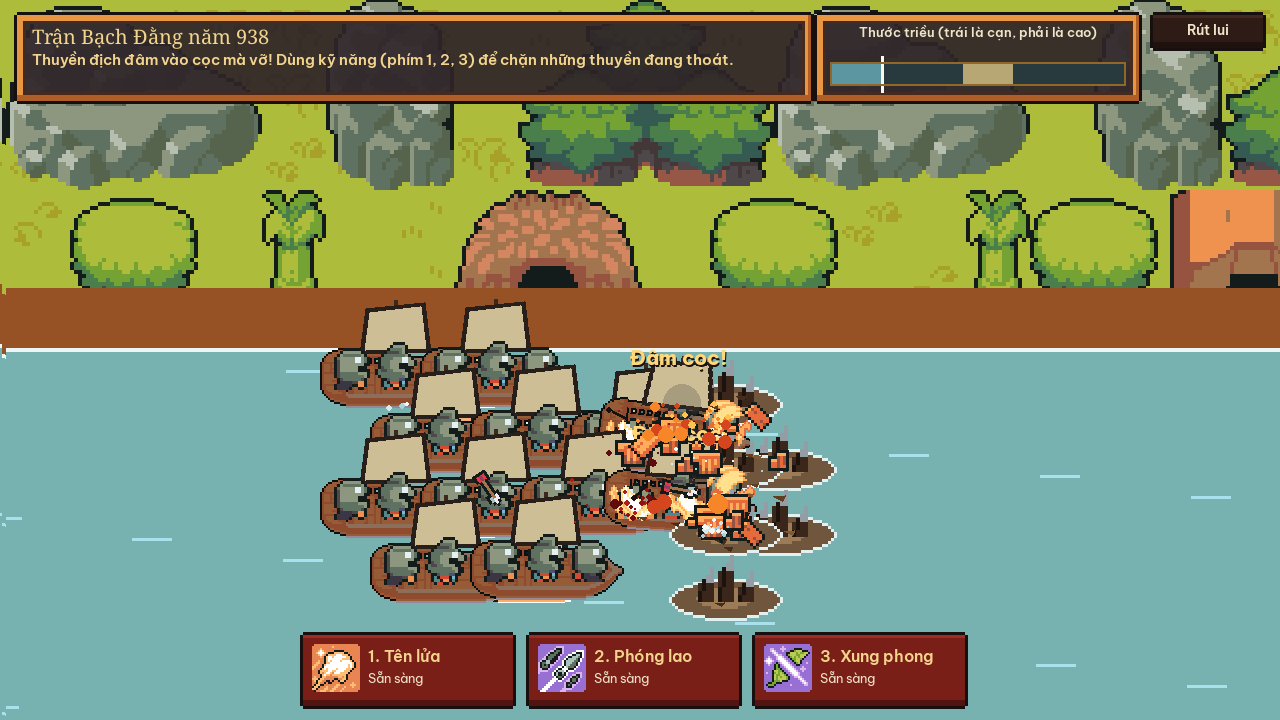 Trận Bạch Đằng năm 938
Thuyền địch đâm vào cọc mà vỡ! Dùng kỹ năng (phím 1, 2, 3) để chặn những thuyền đang thoát.
Thước triều (trái là cạn, phải là cao)
Rút lui
Đâm cọc!
1. Tên lửa
Sẵn sàng
2. Phóng lao
Sẵn sàng
3. Xung phong
Sẵn sàng